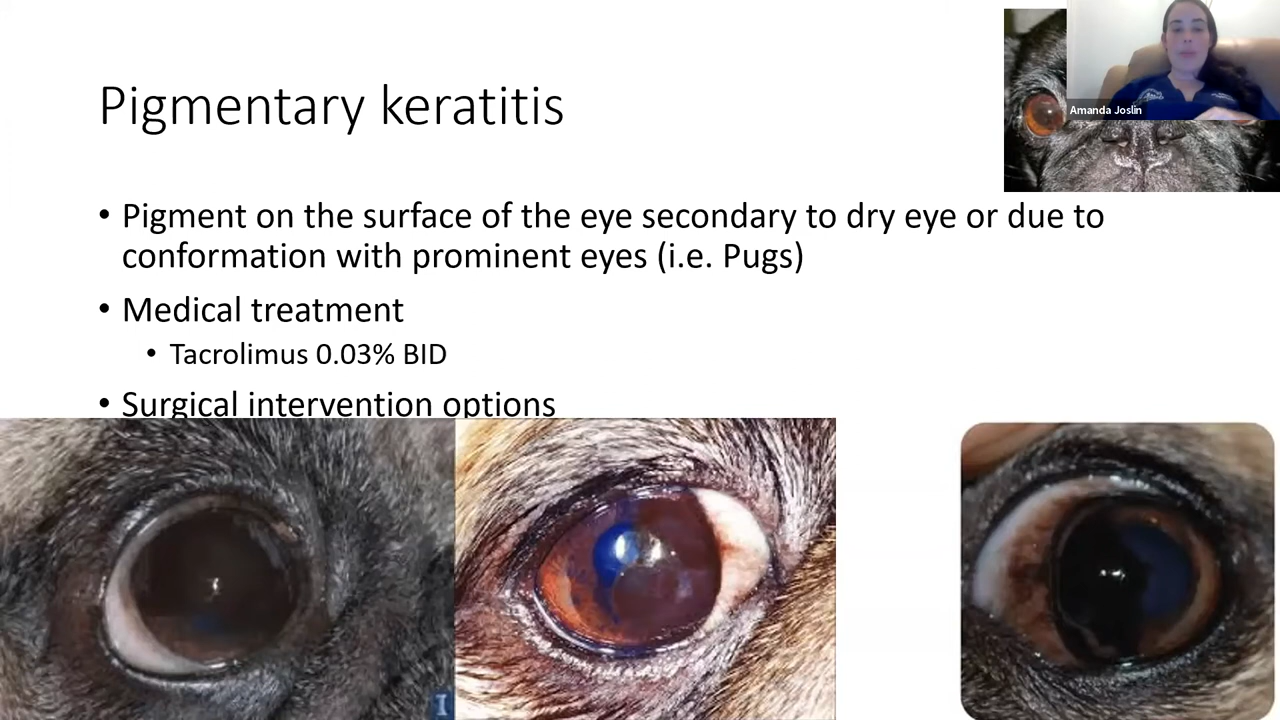 Pigmentary keratitis
Amanda Joslin
• Pigment on the surface of the eye secondary to dry eye or due to
conformation with prominent eyes (i.e. Pugs)
• Medical treatment
• Tacrolimus 0.03% BID
• Surgical intervention options